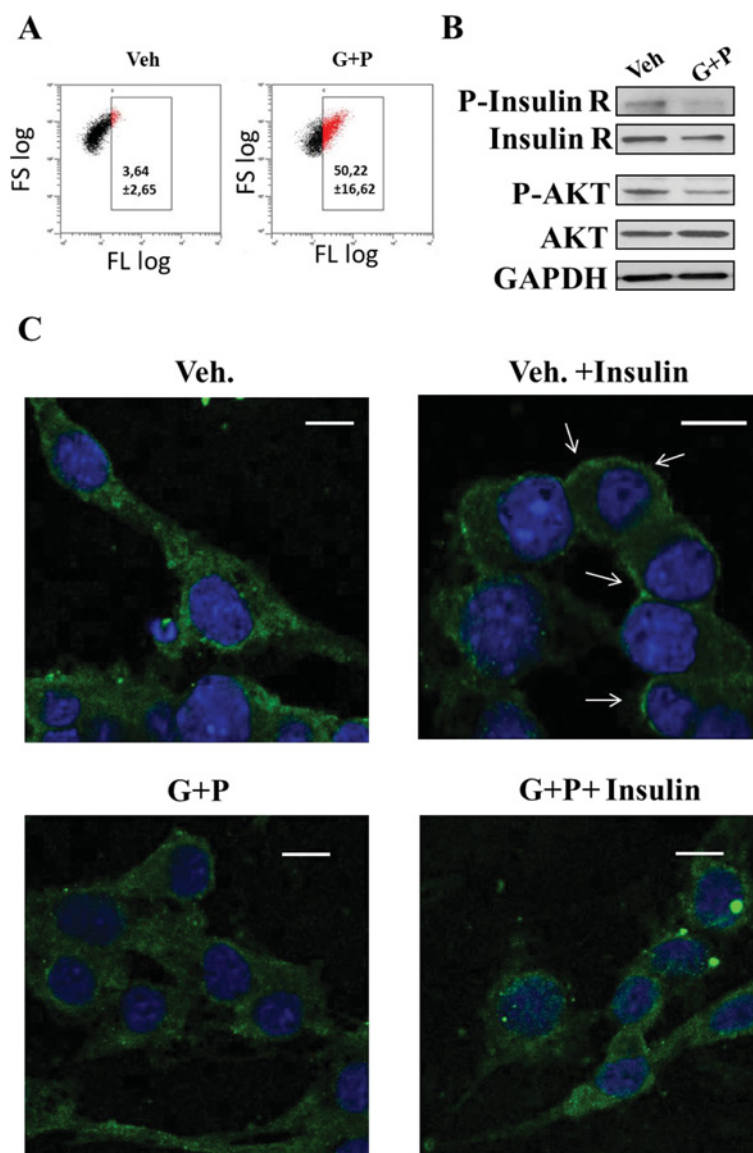 A
Veh
G+P
FS log
3,64
±2,65
FL log
FS log
50,22
±16,62
FL log
B
Veh
G+P
P-Insulin R
Insulin R
P-AKT
AKT
GAPDH
C
Veh.
Veh. +Insulin
G+P
G+P+ Insulin